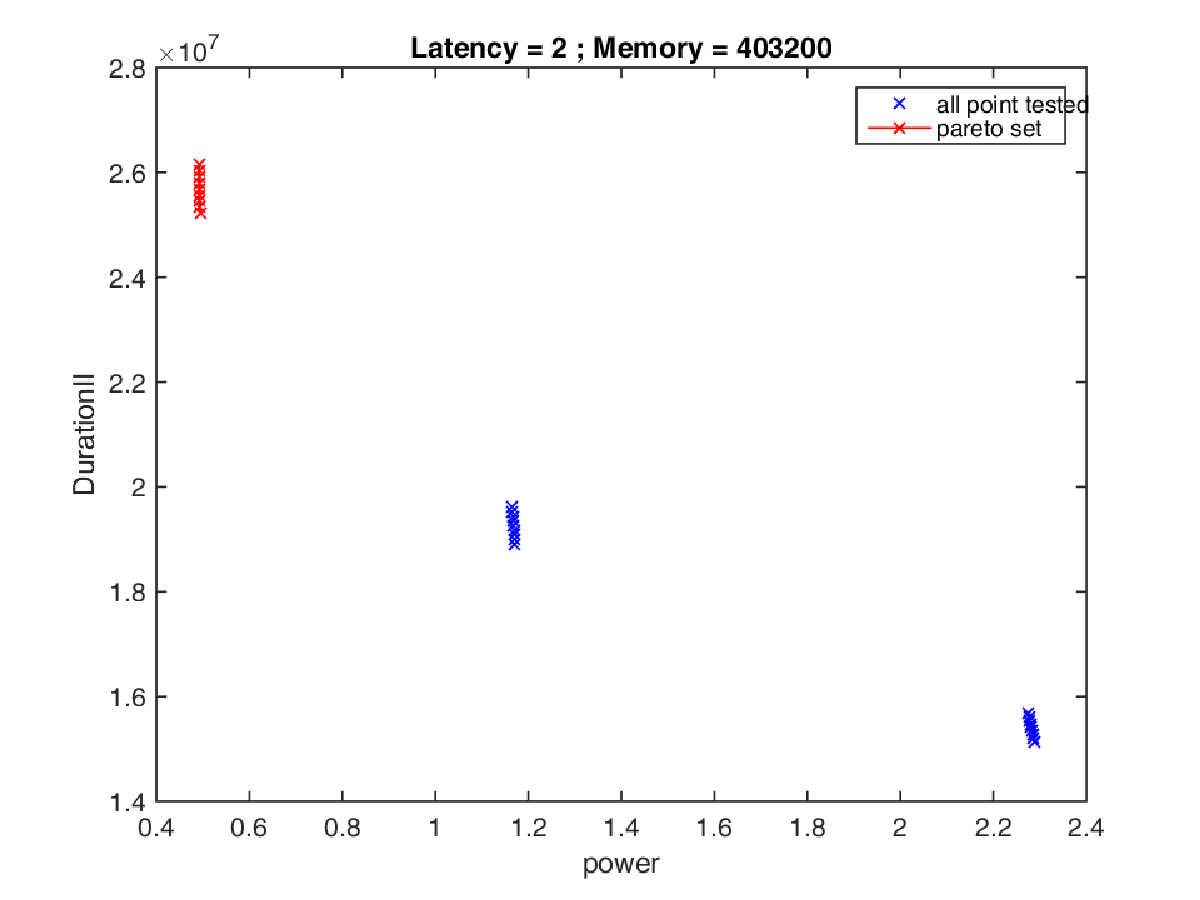 Latency = 2 ; Memory = 403200
×10^7
all point tested
pareto set
2.8
2.6
2.4
2.2
2
1.8
1.6
1.4
DurationII
0.4 0.6 0.8 1 1.2 1.4 1.6 1.8 2 2.2 2.4
power